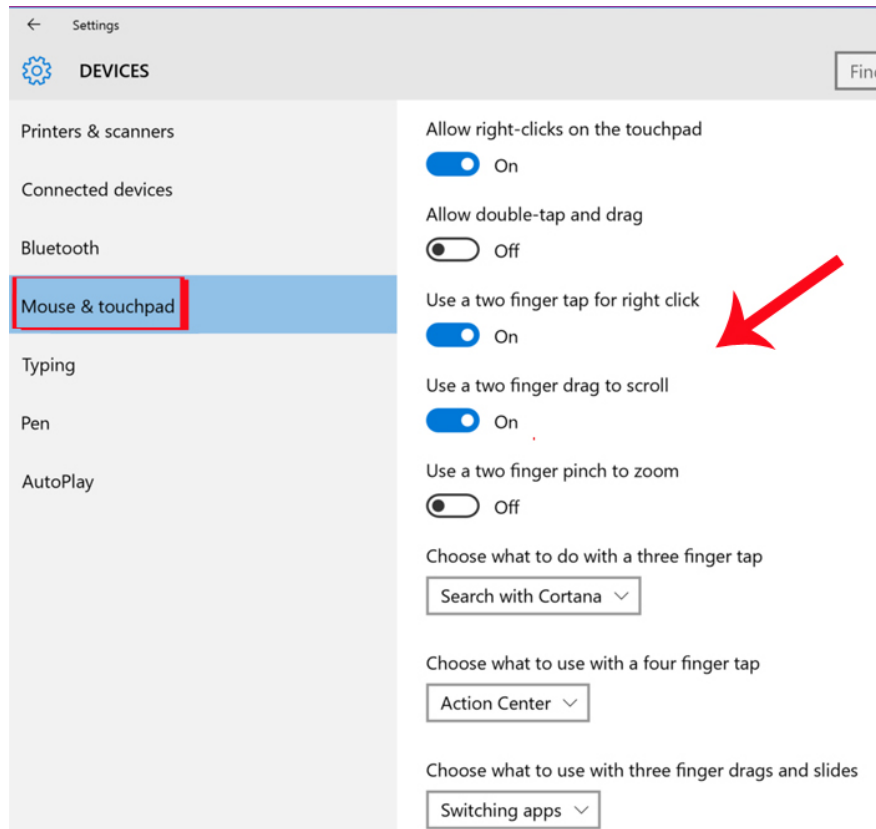 Settings
DEVICES
Printers & scanners
Connected devices
Bluetooth
Mouse & touchpad
Typing
Pen
AutoPlay
Allow right-clicks on the touchpad
On
Allow double-tap and drag
Off
Use a two finger tap for right click
On
Use a two finger drag to scroll
On
Use a two finger pinch to zoom
Off
Choose what to do with a three finger tap
Search with Cortana
Choose what to use with a four finger tap
Action Center
Choose what to use with three finger drags and slides
Switching apps